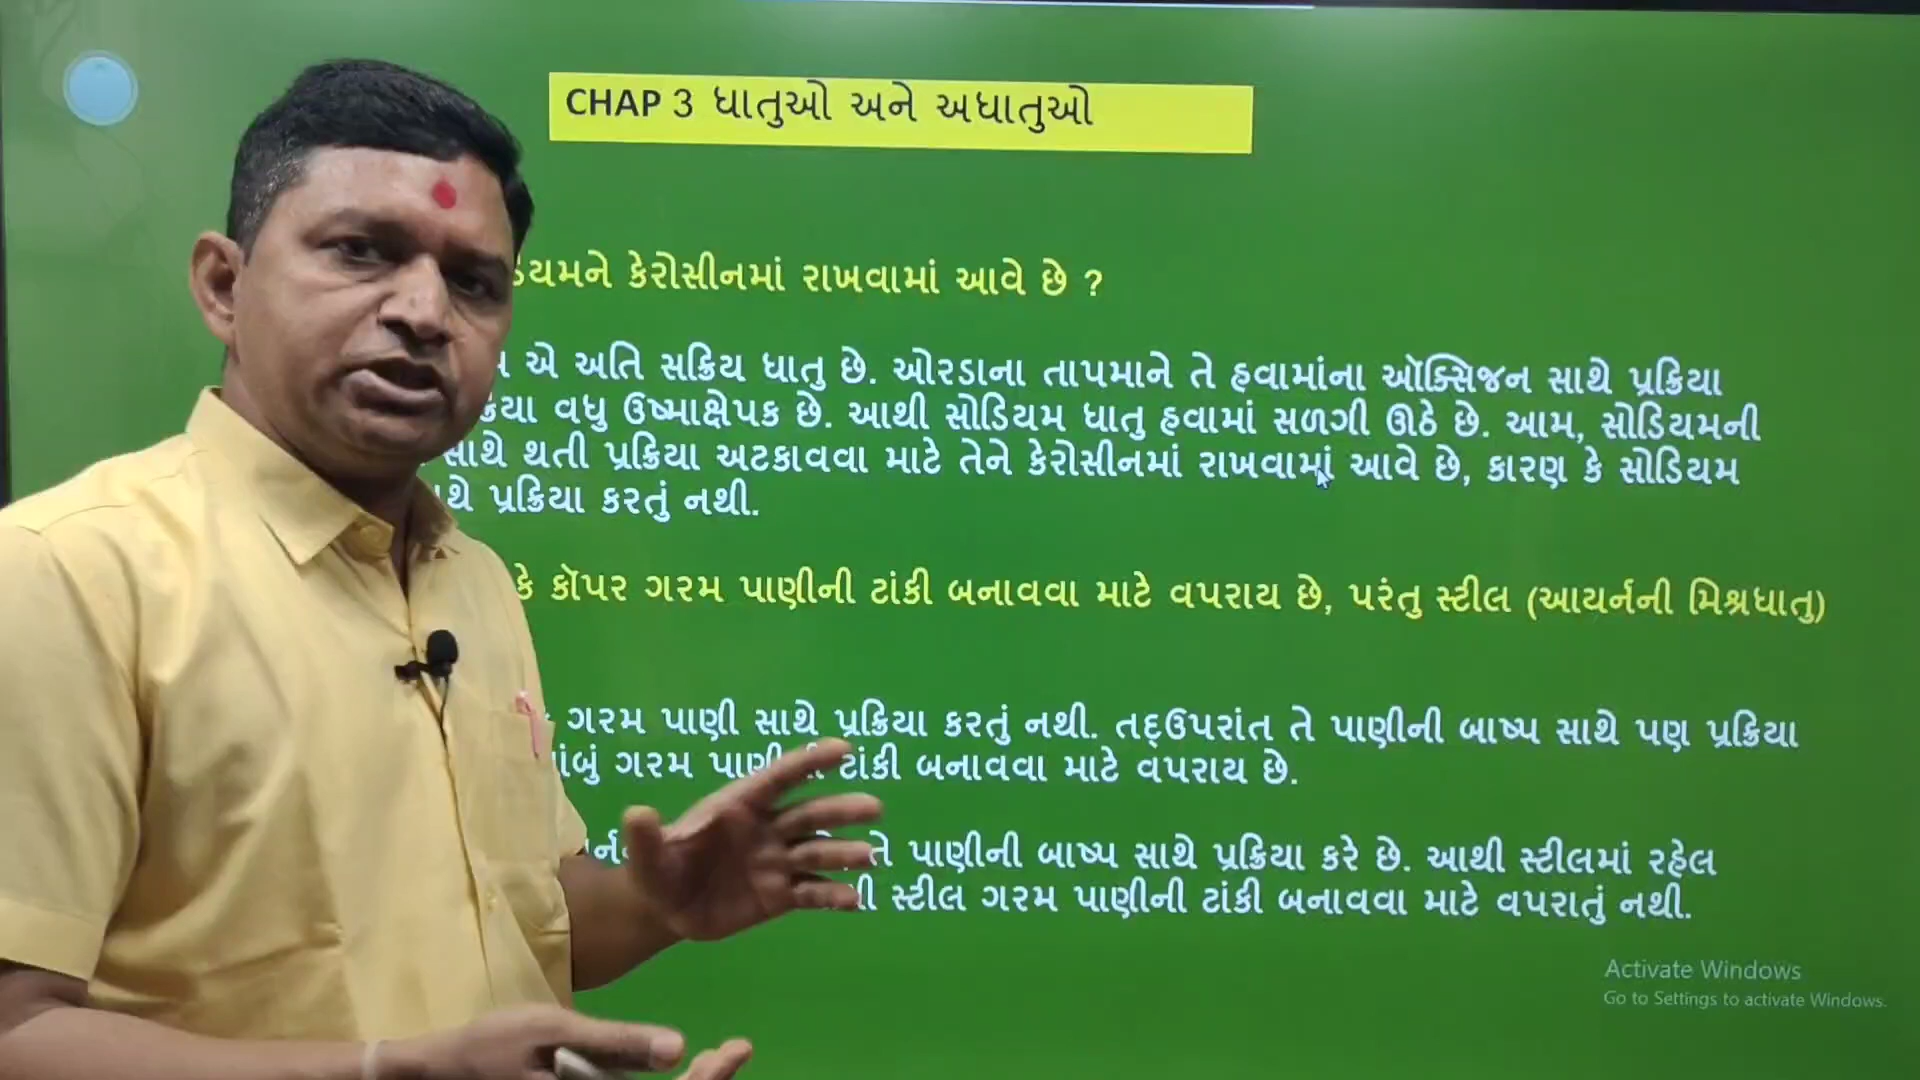 CHAP 3 ધાતુઓ અને અધાતુઓ
કેરોસીનમાં રાખવામાં આવે છે ?
એ અતિ સક્રિય ધાતુ છે. ઓરડાના તાપમાને તે હવામાંના ઑક્સિજન સાથે પ્રક્રિયા
વધુ ઉષ્માક્ષેપક છે. આથી સોડિયમ ધાતુ હવામાં સળગી ઊઠે છે. આમ, સોડિયમની
સાથે થતી પ્રક્રિયા અટકાવવા માટે તેને કેરોસીનમાં રાખવામાં આવે છે, કારણ કે સોડિયમ
પ્રક્રિયા કરતું નથી.
કે કૉપર ગરમ પાણીની ટાંકી બનાવવા માટે વપરાય છે, પરંતુ સ્ટીલ (આયર્નની મિશ્રધાતુ)
ગરમ પાણી સાથે પ્રક્રિયા કરતું નથી. તદ્ઉપરાંત તે પાણીની બાષ્પ સાથે પણ પ્રક્રિયા
ગરમ ટાંકી બનાવવા માટે વપરાય છે.
તે પાણીની બાષ્પ સાથે પ્રક્રિયા કરે છે. આથી સ્ટીલમાં રહેલ
સ્ટીલ ગરમ પાણીની ટાંકી બનાવવા માટે વપરાતું નથી.
Activate Windows
Go to Settings to activate Windows.